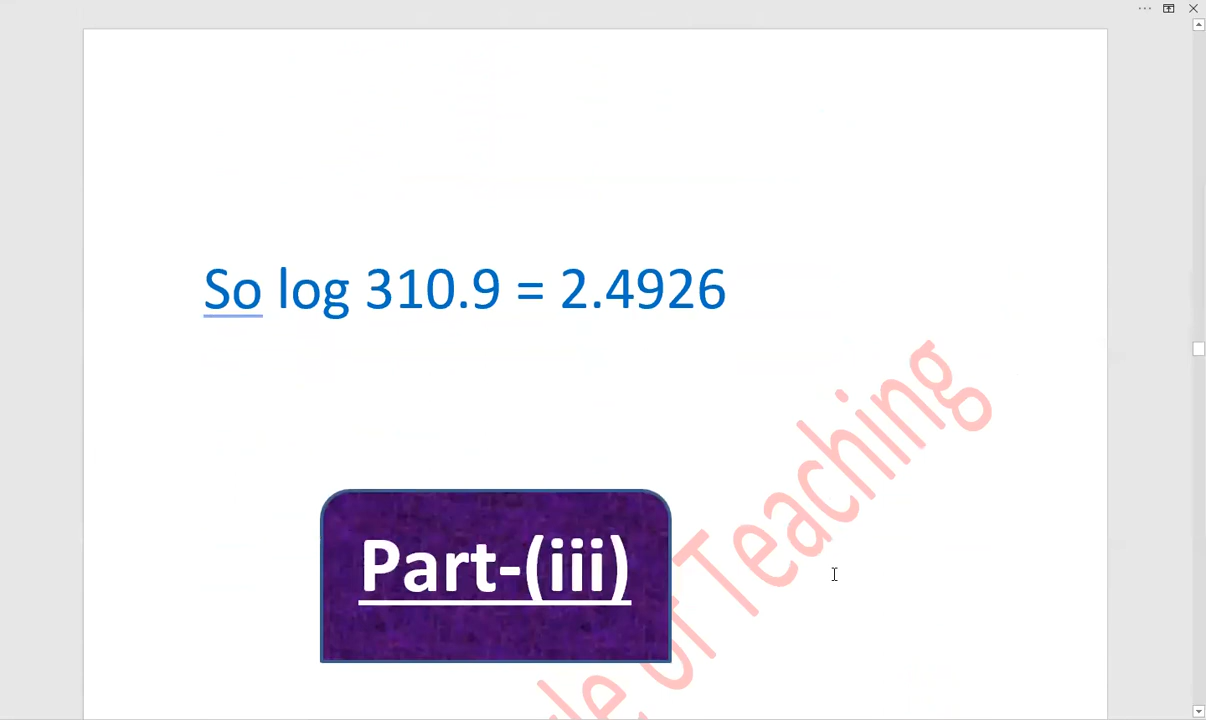 So log 310.9 = 2.4926
Part-(iii)
of Teaching